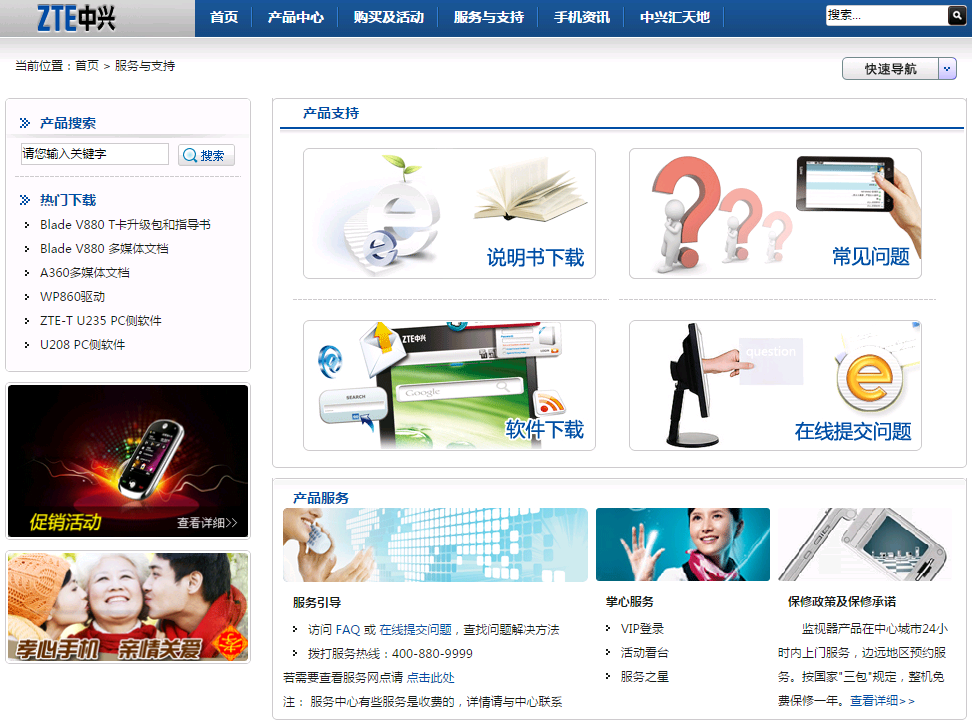 ZTE中兴
首页
产品中心
购买及活动
服务与支持
手机资讯
中兴汇天地
搜索...
当前位置：首页 > 服务与支持
快速导航
产品搜索
请您输入关键字
搜索
热门下载
Blade V880 T卡升级包和指导书
Blade V880 多媒体文档
A360多媒体文档
WP860驱动
ZTE-T U235 PC侧软件
U208 PC侧软件
促销活动
查看详细>>
孝心手机 亲情关爱
孝
产品支持
说明书下载
常见问题
ZTE中兴
SEARCH
Google
软件下载
question
在线提交问题
产品服务
服务引导
访问 FAQ 或 在线提交问题，查找问题解决方法
拨打服务热线：400-880-9999
若需要查看服务网点请 点击此处
注： 服务中心有些服务是收费的，详情请与中心联系
掌心服务
VIP登录
活动看台
服务之星
保修政策及保修承诺
监视器产品在中心城市24小
时内上门服务，边远地区预约服
务。按国家"三包"规定，整机免
费保修一年。查看详细>>